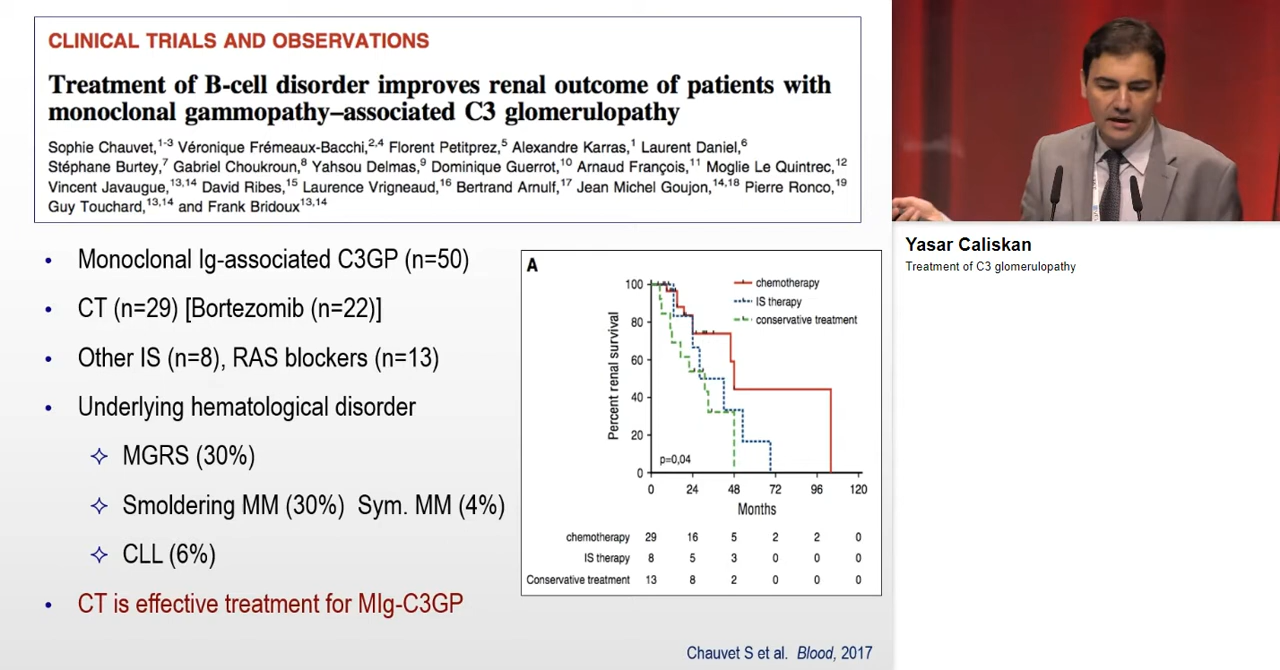 CLINICAL TRIALS AND OBSERVATIONS
Treatment of B-cell disorder improves renal outcome of patients with
monoclonal gammopathy–associated C3 glomerulopathy
Sophie Chauvet,1-3 Véronique Frémeaux-Bacchi,2,4 Florent Petitprez,5 Alexandre Karras,1 Laurent Daniel,6
Stéphane Burtey,7 Gabriel Choukroun,8 Yahsou Delmas,9 Dominique Guerrot,10 Arnaud François,11 Moglie Le Quintrec,12
Vincent Javaugue,13,14 David Ribes,15 Laurence Vrigneaud,16 Bertrand Arnulf,17 Jean Michel Goujon,14,18 Pierre Ronco,19
Guy Touchard,13,14 and Frank Bridoux13,14
• Monoclonal Ig-associated C3GP (n=50)
• CT (n=29) [Bortezomib (n=22)]
• Other IS (n=8), RAS blockers (n=13)
• Underlying hematological disorder
✧ MGRS (30%)
✧ Smoldering MM (30%) Sym. MM (4%)
✧ CLL (6%)
• CT is effective treatment for MIg-C3GP
A
chemotherapy
IS therapy
conservative treatment
Percent renal survival
100
80
60
40
20
0
p=0,04
0 24 48 72 96 120
Months
chemotherapy 29 16 5 2 2 0
IS therapy 8 5 3 0 0 0
Conservative treatment 13 8 2 0 0 0
Chauvet S et al. Blood, 2017
Yasar Caliskan
Treatment of C3 glomerulopathy